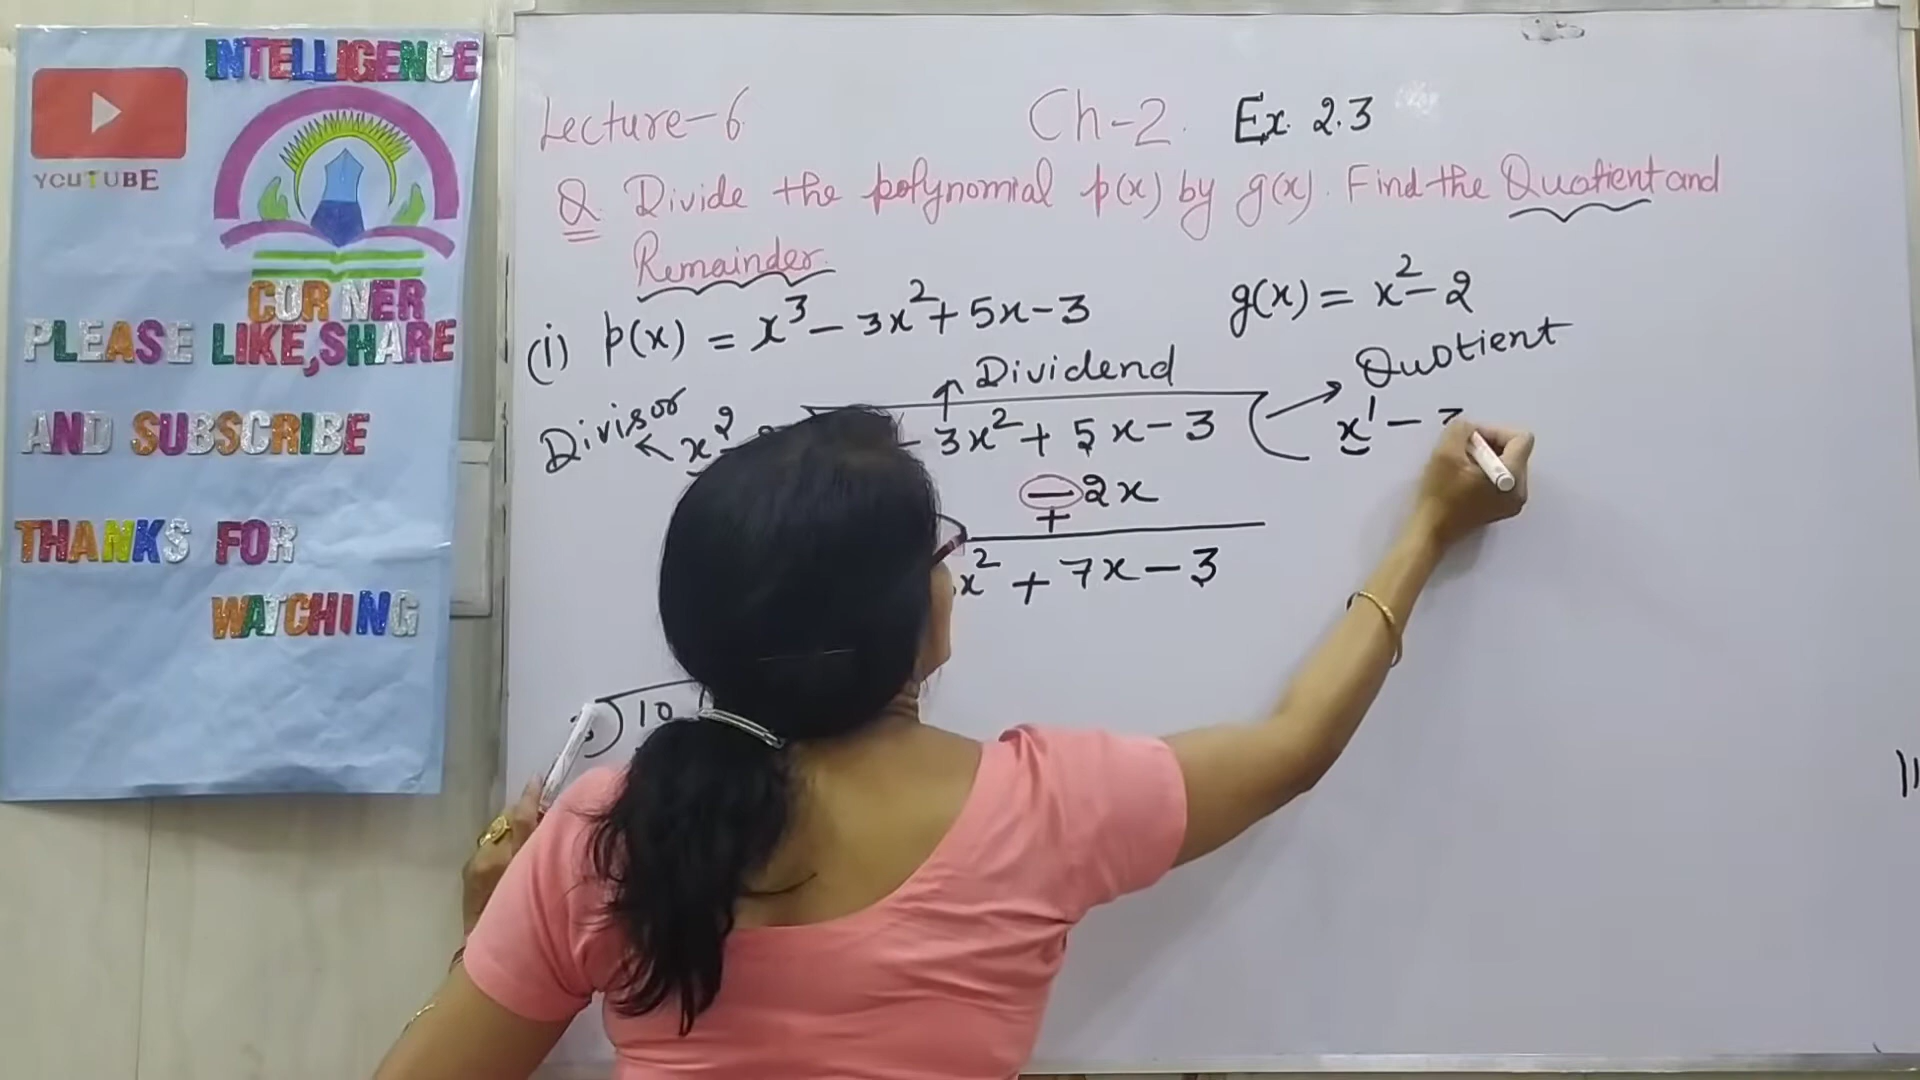 INTELLIGENCE
YOUTUBE
CORNER
PLEASE LIKE,SHARE
AND SUBSCRIBE
THANKS FOR
WATCHING
Lecture-6 Ch-2. Ex. 2.3
Q. Divide the polynomial p(x) by g(x). Find the Quotient and
Remainder.
(i) p(x) = x³ - 3x² + 5x - 3 g(x) = x² - 2
Dividend Quotient
Divisor x² - 3x² + 5x - 3 x¹ -
- 2x
+
x² + 7x - 3
10